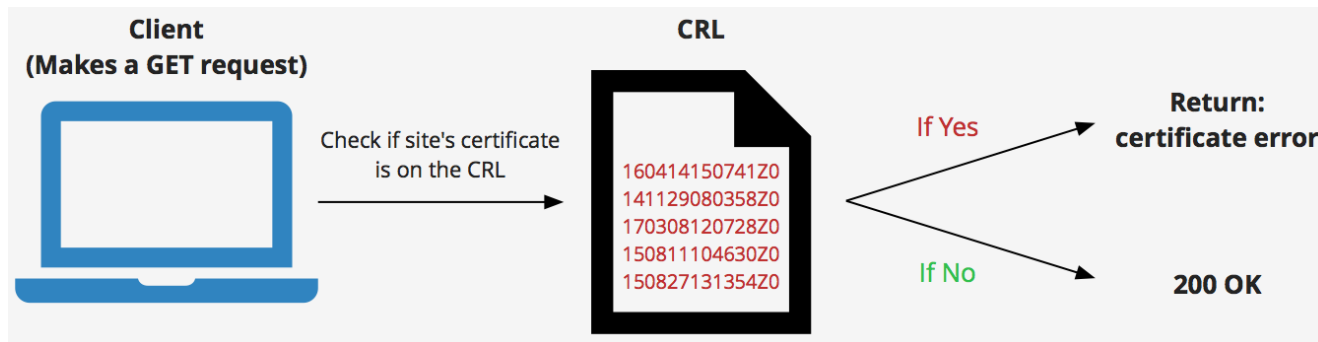 Client
(Makes a GET request)
Check if site's certificate
is on the CRL
CRL
160414150741Z0
141129080358Z0
170308120728Z0
150811104630Z0
150827131354Z0
If Yes
Return:
certificate error
If No
200 OK